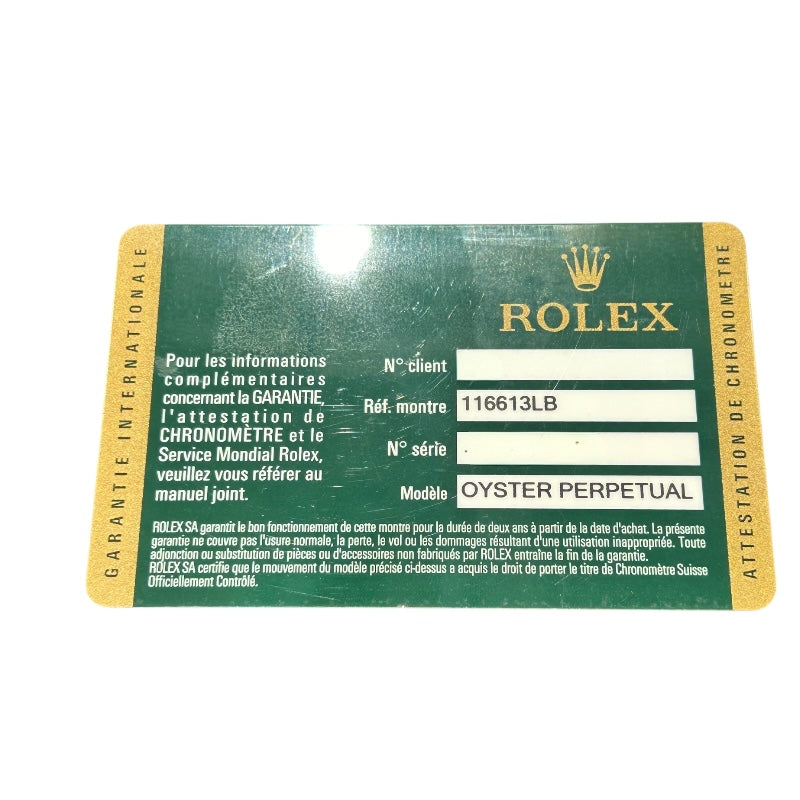 GARANTIE INTERNATIONALE
ROLEX
ATTESTATION DE CHRONOMETRE
Pour les informations
complémentaires
concernant la GARANTIE,
l'attestation de
CHRONOMÈTRE et le
Service Mondial Rolex,
veuillez vous référer au
manuel joint.
N° client
Réf. montre 116613LB
N° série
Modèle OYSTER PERPETUAL
ROLEX SA garantit le bon fonctionnement de cette montre pour la durée de deux ans à partir de la date d'achat. La présente
garantie ne couvre pas l'usure normale, la perte, le vol ou les dommages résultant d'une utilisation inappropriée. Toute
adjonction ou substitution de pièces ou d'accessoires non fabriqués par ROLEX entraîne la fin de la garantie.
ROLEX SA certifie que le mouvement du modèle précisé ci-dessus a acquis le droit de porter le titre de Chronomètre Suisse
Officiellement Contrôlé.